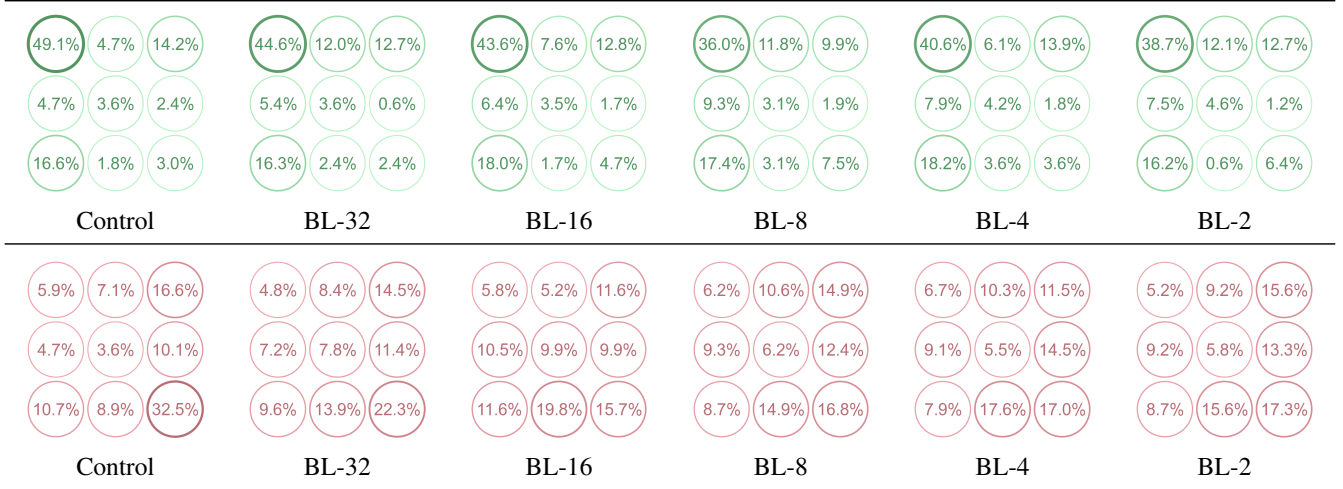 49.1% 4.7% 14.2% 44.6% 12.0% 12.7% 43.6% 7.6% 12.8% 36.0% 11.8% 9.9% 40.6% 6.1% 13.9% 38.7% 12.1% 12.7%
4.7% 3.6% 2.4% 5.4% 3.6% 0.6% 6.4% 3.5% 1.7% 9.3% 3.1% 1.9% 7.9% 4.2% 1.8% 7.5% 4.6% 1.2%
16.6% 1.8% 3.0% 16.3% 2.4% 2.4% 18.0% 1.7% 4.7% 17.4% 3.1% 7.5% 18.2% 3.6% 3.6% 16.2% 0.6% 6.4%
Control BL-32 BL-16 BL-8 BL-4 BL-2
5.9% 7.1% 16.6% 4.8% 8.4% 14.5% 5.8% 5.2% 11.6% 6.2% 10.6% 14.9% 6.7% 10.3% 11.5% 5.2% 9.2% 15.6%
4.7% 3.6% 10.1% 7.2% 7.8% 11.4% 10.5% 9.9% 9.9% 9.3% 6.2% 12.4% 9.1% 5.5% 14.5% 9.2% 5.8% 13.3%
10.7% 8.9% 32.5% 9.6% 13.9% 22.3% 11.6% 19.8% 15.7% 8.7% 14.9% 16.8% 7.9% 17.6% 17.0% 8.7% 15.6% 17.3%
Control BL-32 BL-16 BL-8 BL-4 BL-2